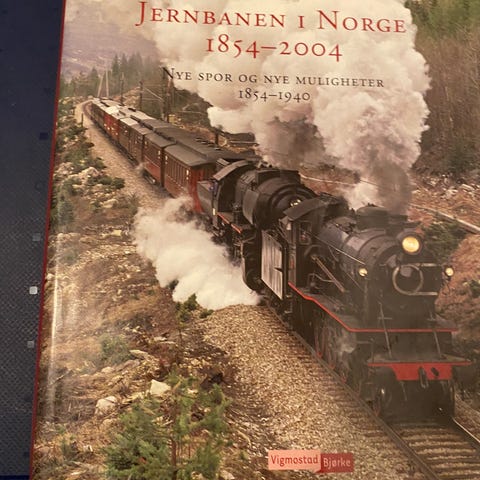 JERNBANEN I NORGE
1854–2004
NYE SPOR OG NYE MULIGHETER
1854–1940
Vigmostad Bjørke